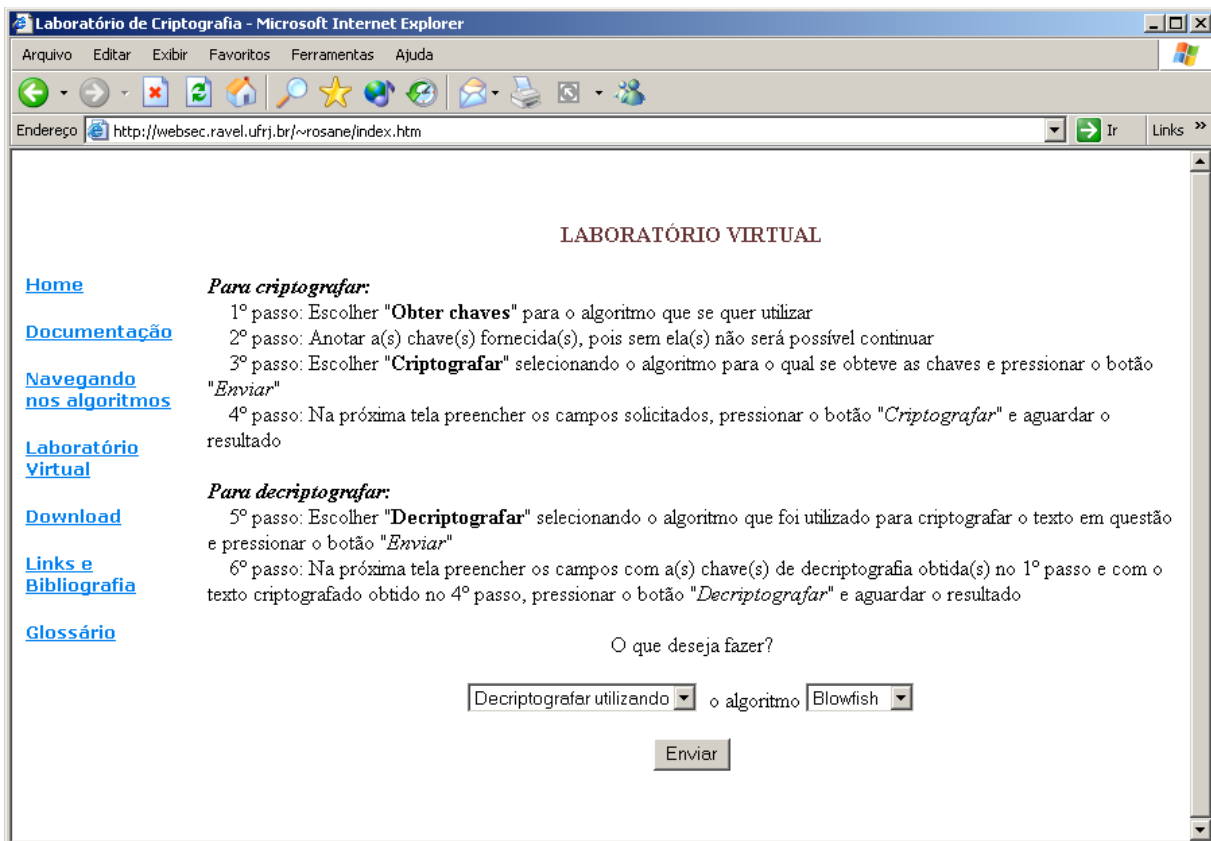 Laboratório de Criptografia - Microsoft Internet Explorer
Arquivo Editar Exibir Favoritos Ferramentas Ajuda
Endereço http://websec.ravel.ufrj.br/~rosane/index.htm Ir Links »
LABORATÓRIO VIRTUAL
Home
Documentação
Navegando
nos algoritmos
Laboratório
Virtual
Download
Links e
Bibliografia
Glossário
Para criptografar:
1º passo: Escolher "Obter chaves" para o algoritmo que se quer utilizar
2º passo: Anotar a(s) chave(s) fornecida(s), pois sem ela(s) não será possível continuar
3º passo: Escolher "Criptografar" selecionando o algoritmo para o qual se obteve as chaves e pressionar o botão
"Enviar"
4º passo: Na próxima tela preencher os campos solicitados, pressionar o botão "Criptografar" e aguardar o
resultado
Para decriptografar:
5º passo: Escolher "Decriptografar" selecionando o algoritmo que foi utilizado para criptografar o texto em questão
e pressionar o botão "Enviar"
6º passo: Na próxima tela preencher os campos com a(s) chave(s) de decriptografia obtida(s) no 1º passo e com o
texto criptografado obtido no 4º passo, pressionar o botão "Decriptografar" e aguardar o resultado
O que deseja fazer?
Decriptografar utilizando o algoritmo Blowfish
Enviar